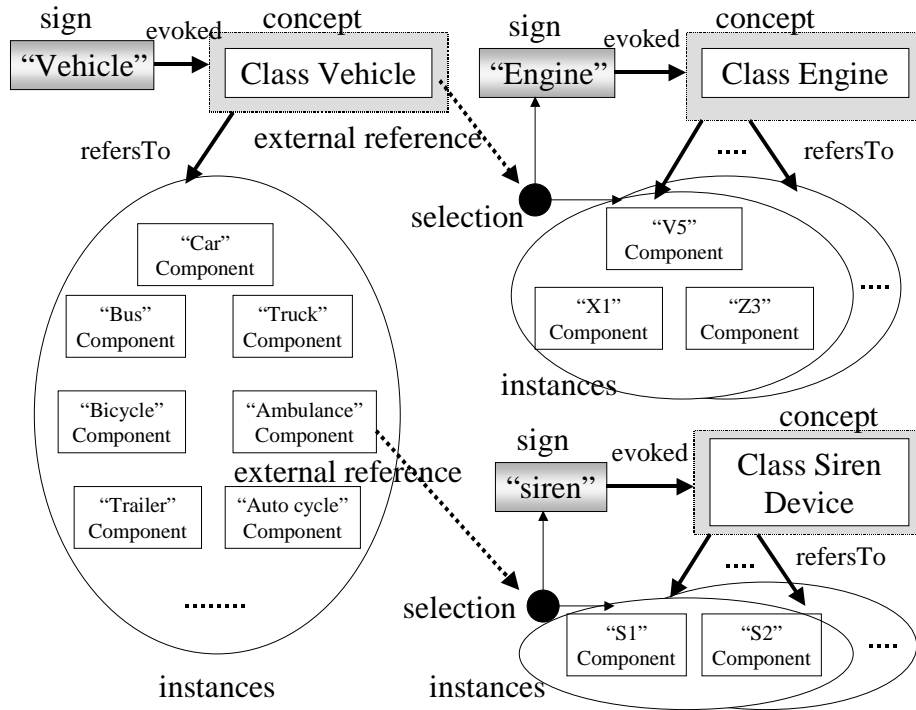 sign
concept
evoked
“Vehicle”
Class Vehicle
external reference
refersTo
“Car”
Component
“Bus”
Component
“Truck”
Component
“Bicycle”
Component
“Ambulance”
Component
“Trailer”
Component
“Auto cycle”
Component
........
instances
sign
concept
evoked
“Engine”
Class Engine
....
refersTo
selection
“V5”
Component
“X1”
Component
“Z3”
Component
....
instances
external reference
sign
concept
evoked
“siren”
Class Siren
Device
....
refersTo
selection
“S1”
Component
“S2”
Component
....
instances